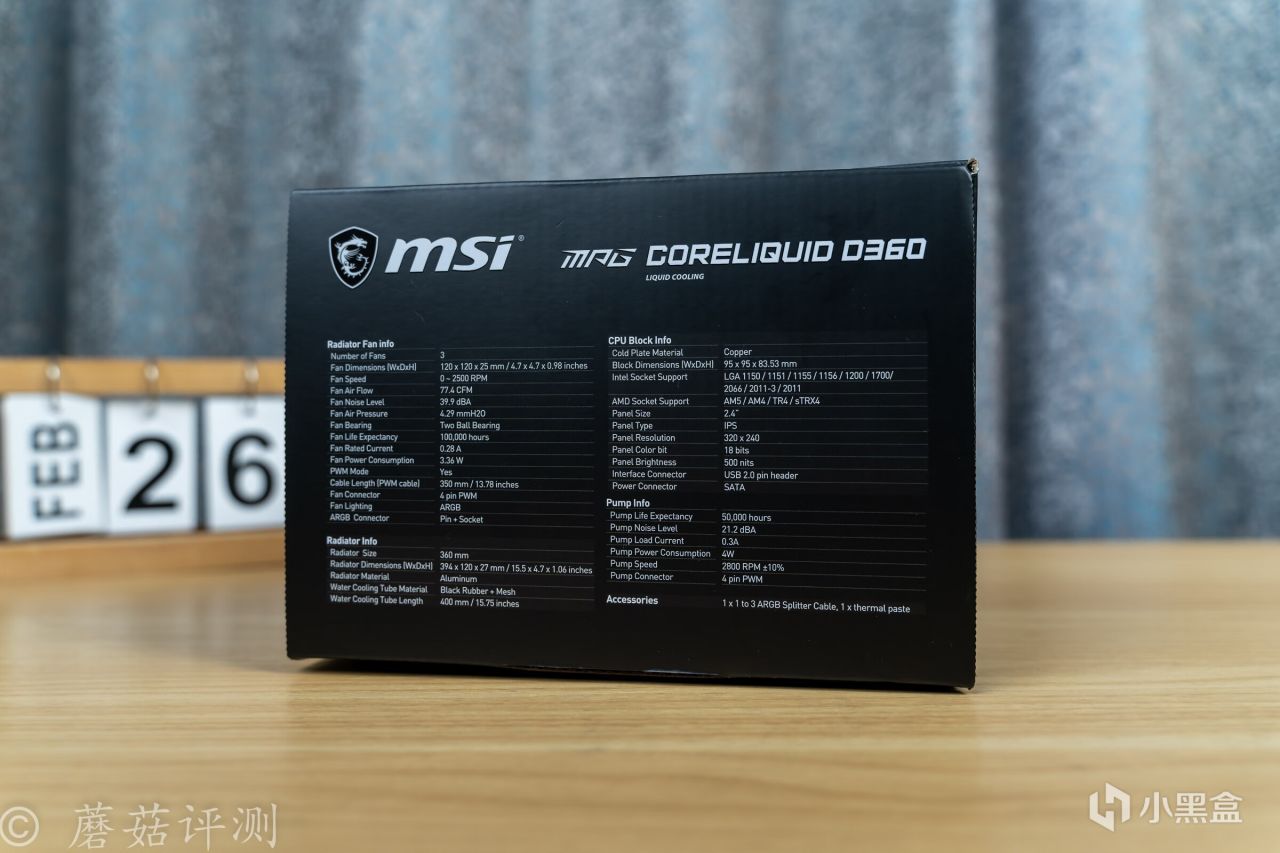 msi®
MPG CORELIQUID D360
LIQUID COOLING
Radiator Fan info
Number of Fans 3
Fan Dimensions (WxDxH) 120 x 120 x 25 mm / 4.7 x 4.7 x 0.98 inches
Fan Speed 0 ~ 2500 RPM
Fan Air Flow 77.4 CFM
Fan Noise Level 39.9 dBA
Fan Air Pressure 4.29 mmH2O
Fan Bearing Two Ball Bearing
Fan Life Expectancy 100,000 hours
Fan Rated Current 0.28 A
Fan Power Consumption 3.36 W
PWM Mode Yes
Cable Length (PWM cable) 350 mm / 13.78 inches
Fan Connector 4 pin PWM
Fan Lighting ARGB
ARGB Connector Pin + Socket
Radiator Info
Radiator Size 360 mm
Radiator Dimensions (WxDxH) 394 x 120 x 27 mm / 15.5 x 4.7 x 1.06 inches
Radiator Material Aluminum
Water Cooling Tube Material Black Rubber + Mesh
Water Cooling Tube Length 400 mm / 15.75 inches
CPU Block Info
Cold Plate Material Copper
Block Dimensions (WxDxH) 95 x 95 x 83.53 mm
Intel Socket Support LGA 1150 / 1151 / 1155 / 1156 / 1200 / 1700/
2066 / 2011-3 / 2011
AMD Socket Support AM5 / AM4 / TR4 / sTRX4
Panel Size 2.4"
Panel Type IPS
Panel Resolution 320 x 240
Panel Color bit 18 bits
Panel Brightness 500 nits
Interface Connector USB 2.0 pin header
Power Connector SATA
Pump Info
Pump Life Expectancy 50,000 hours
Pump Noise Level 21.2 dBA
Pump Load Current 0.3A
Pump Power Consumption 4W
Pump Speed 2800 RPM ±10%
Pump Connector 4 pin PWM
Accessories 1 x 1 to 3 ARGB Splitter Cable, 1 x thermal paste
FEB 26
© 蘑菇评测
小黑盒